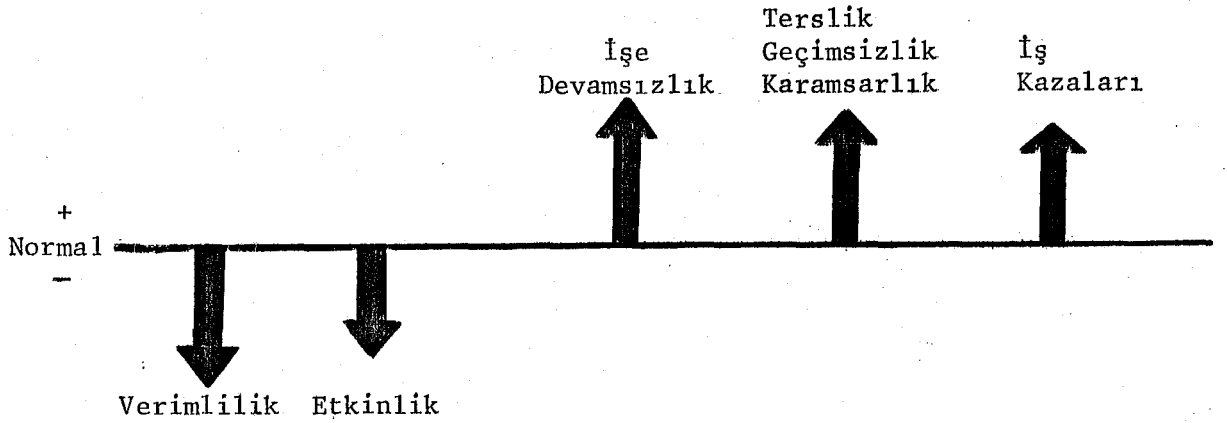 İşe
Devamsızlık
Terslik
Geçimsizlik
Karamsarlık
İş
Kazaları
+
Normal
−
Verimlilik
Etkinlik